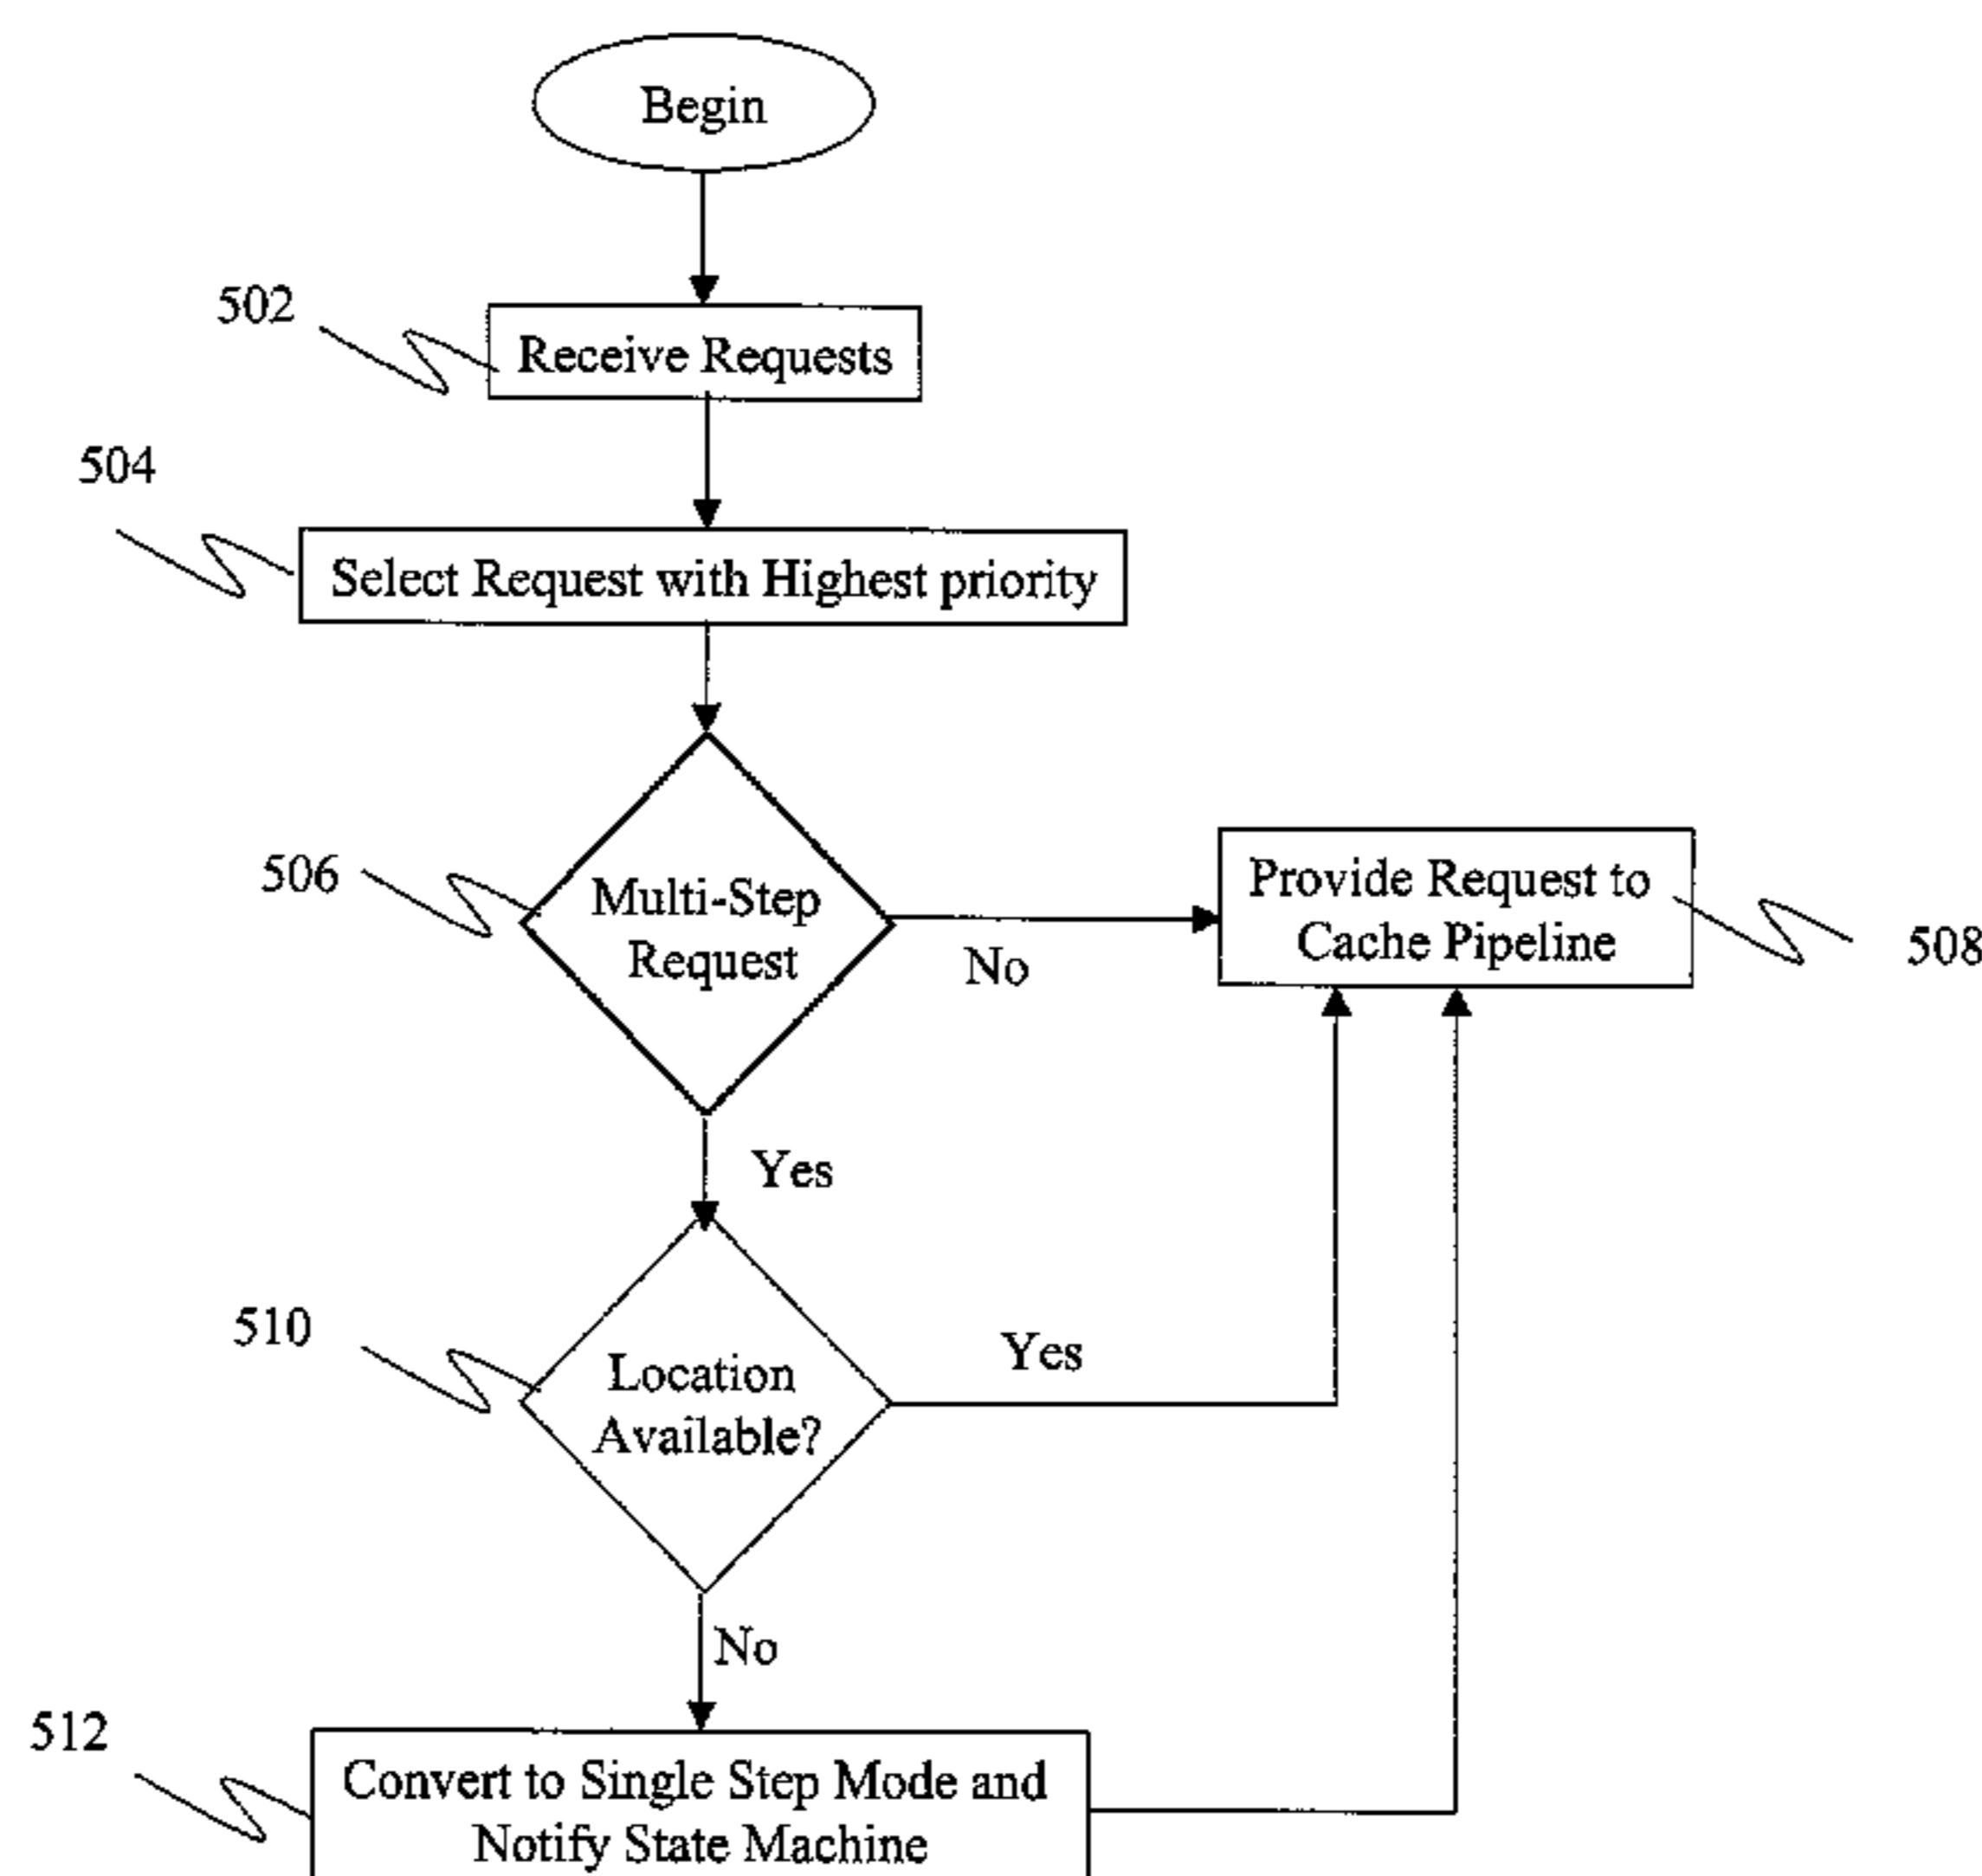 Begin
502
Receive Requests
504
Select Request with Highest priority
506
Multi-Step
Request
No
Provide Request to
Cache Pipeline
508
Yes
510
Location
Available?
Yes
No
512
Convert to Single Step Mode and
Notify State Machine